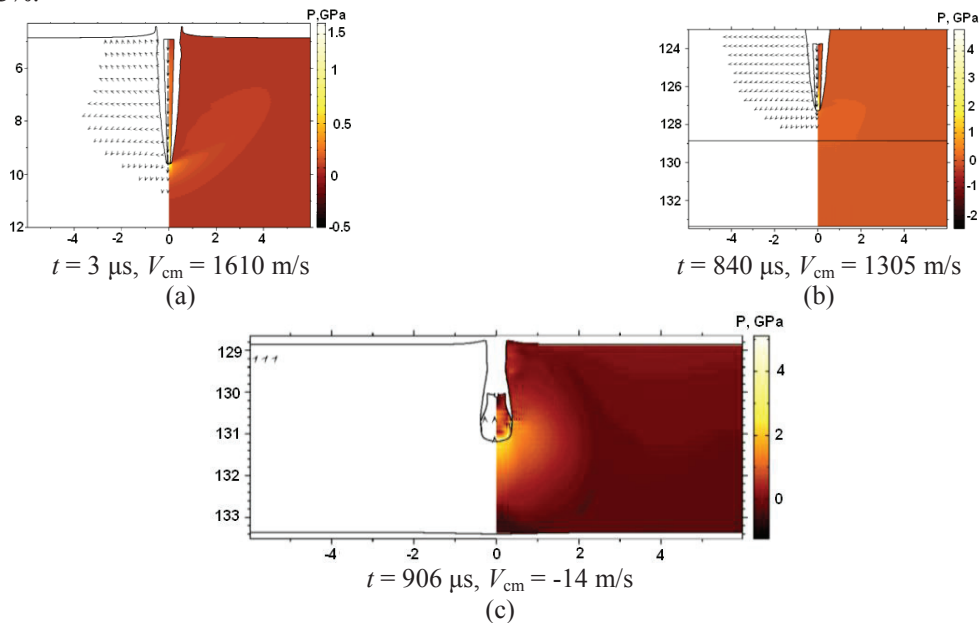 P,GPa
1.5
1
0.5
0
-0.5
6
8
10
12
-4 -2 0 2 4
t = 3 μs, Vcm = 1610 m/s
(a)
P, GPa
4
3
2
1
0
-1
-2
124
126
128
129
133
-4 -2 0 2 4
t = 840 μs, Vcm = 1305 m/s
(b)
P, GPa
4
2
0
129
130
131
132
133
-4 -2 0 2 4
t = 906 μs, Vcm = -14 m/s
(c)